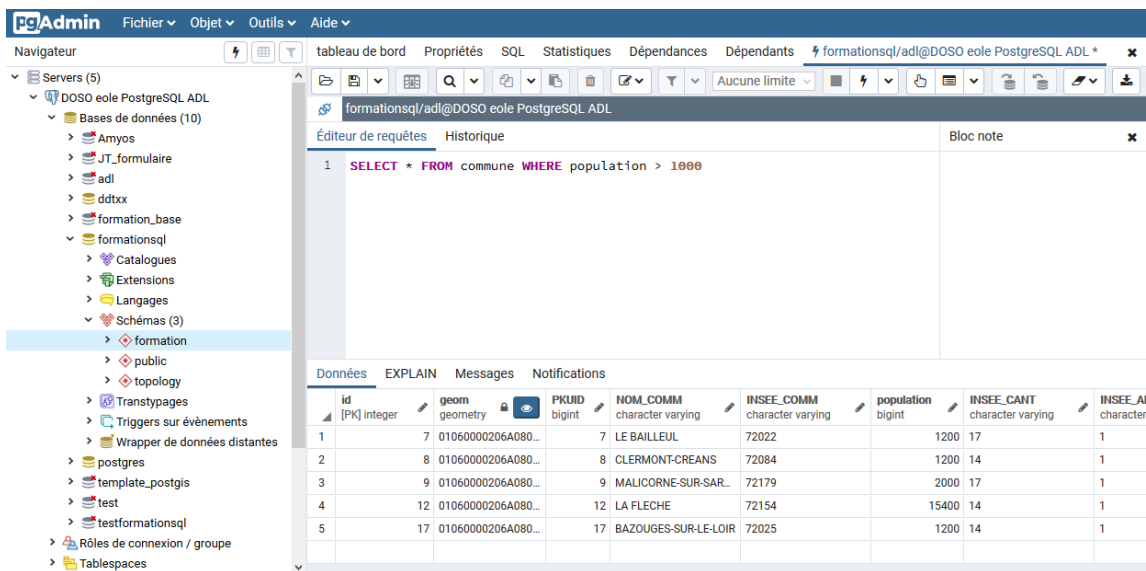 pgAdmin Fichier Objet Outils Aide
Navigateur
tableau de bord Propriétés SQL Statistiques Dépendances Dépendants formationsql/adl@DOSO eole PostgreSQL ADL *
Servers (5)
DOSO eole PostgreSQL ADL
Bases de données (10)
Amyos
JT_formulaire
adl
ddtxx
formation_base
formationsql
Catalogues
Extensions
Langages
Schémas (3)
formation
public
topology
Transtypages
Triggers sur évènements
Wrapper de données distantes
postgres
template_postgis
test
testformationsql
Rôles de connexion / groupe
Tablespaces
Aucune limite
formationsql/adl@DOSO eole PostgreSQL ADL
Éditeur de requêtes Historique Bloc note
1 SELECT * FROM commune WHERE population > 1000
Données EXPLAIN Messages Notifications
id geom PKUID NOM_COMM INSEE_COMM population INSEE_CANT INSEE_A
[PK] integer geometry bigint character varying character varying bigint character varying character
1 7 01060000206A080... 7 LE BAILLEUL 72022 1200 17 1
2 8 01060000206A080... 8 CLERMONT-CREANS 72084 1200 14 1
3 9 01060000206A080... 9 MALICORNE-SUR-SAR... 72179 2000 17 1
4 12 01060000206A080... 12 LA FLECHE 72154 15400 14 1
5 17 01060000206A080... 17 BAZOUGES-SUR-LE-LOIR 72025 1200 14 1